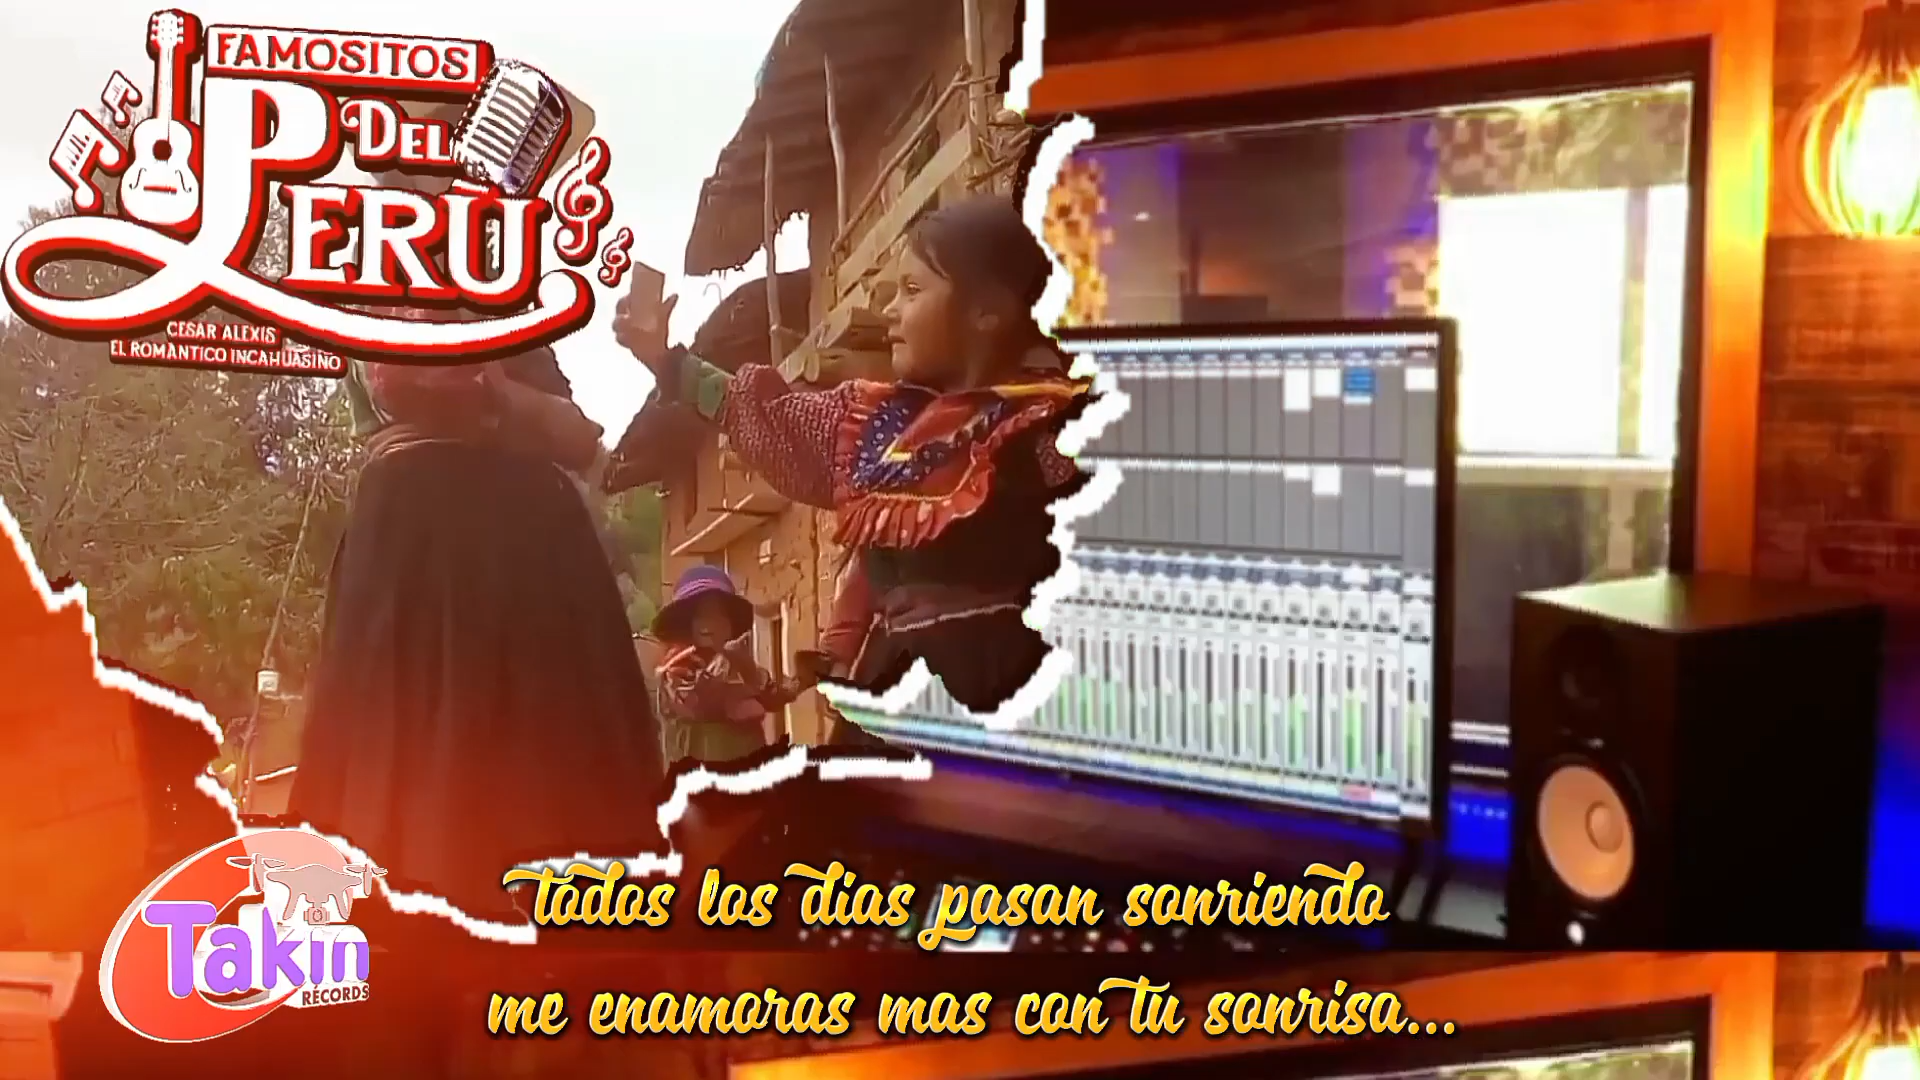 FAMOSITOS
DEL
PERÚ
CESAR ALEXIS
EL ROMÀNTICO INCAHUASINO
todos los dias pasan sonriendo
me enamoras mas con tu sonrisa...
Takin
RÉCORDS